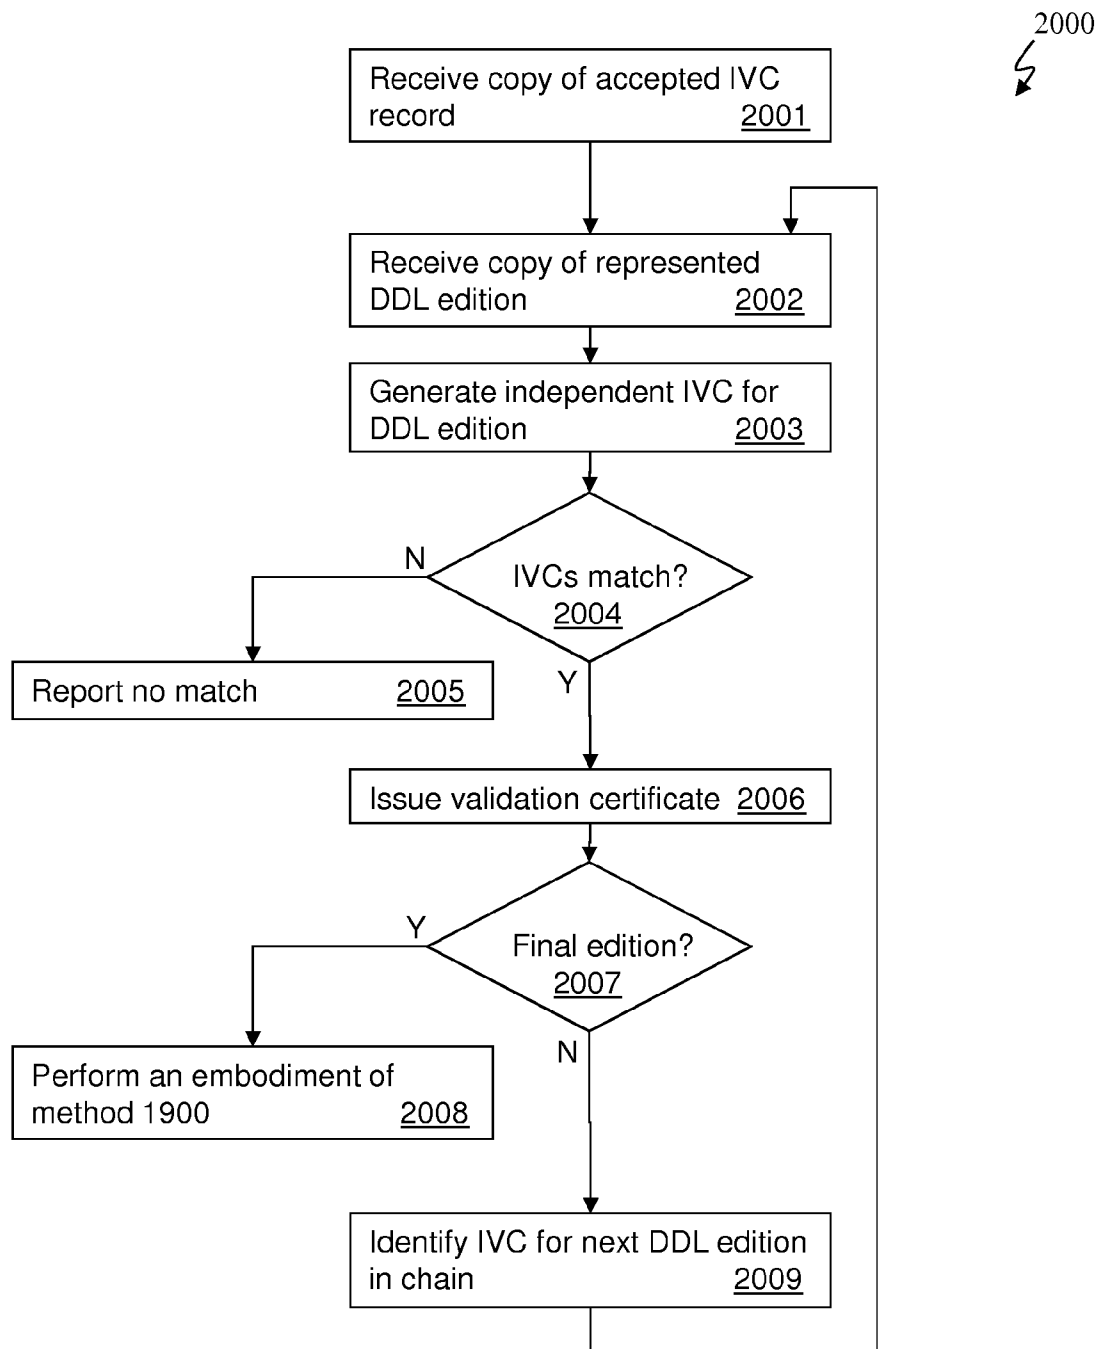 2000
Receive copy of accepted IVC
record 2001
Receive copy of represented
DDL edition 2002
Generate independent IVC for
DDL edition 2003
N
IVCs match?
2004
Y
Report no match 2005
Issue validation certificate 2006
Y
Final edition?
2007
N
Perform an embodiment of
method 1900 2008
Identify IVC for next DDL edition
in chain 2009